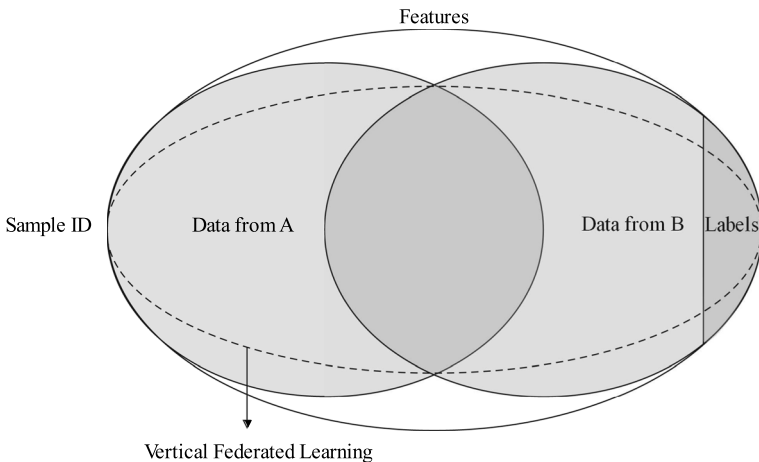 Features
Sample ID
Data from A
Data from B
Labels
Vertical Federated Learning